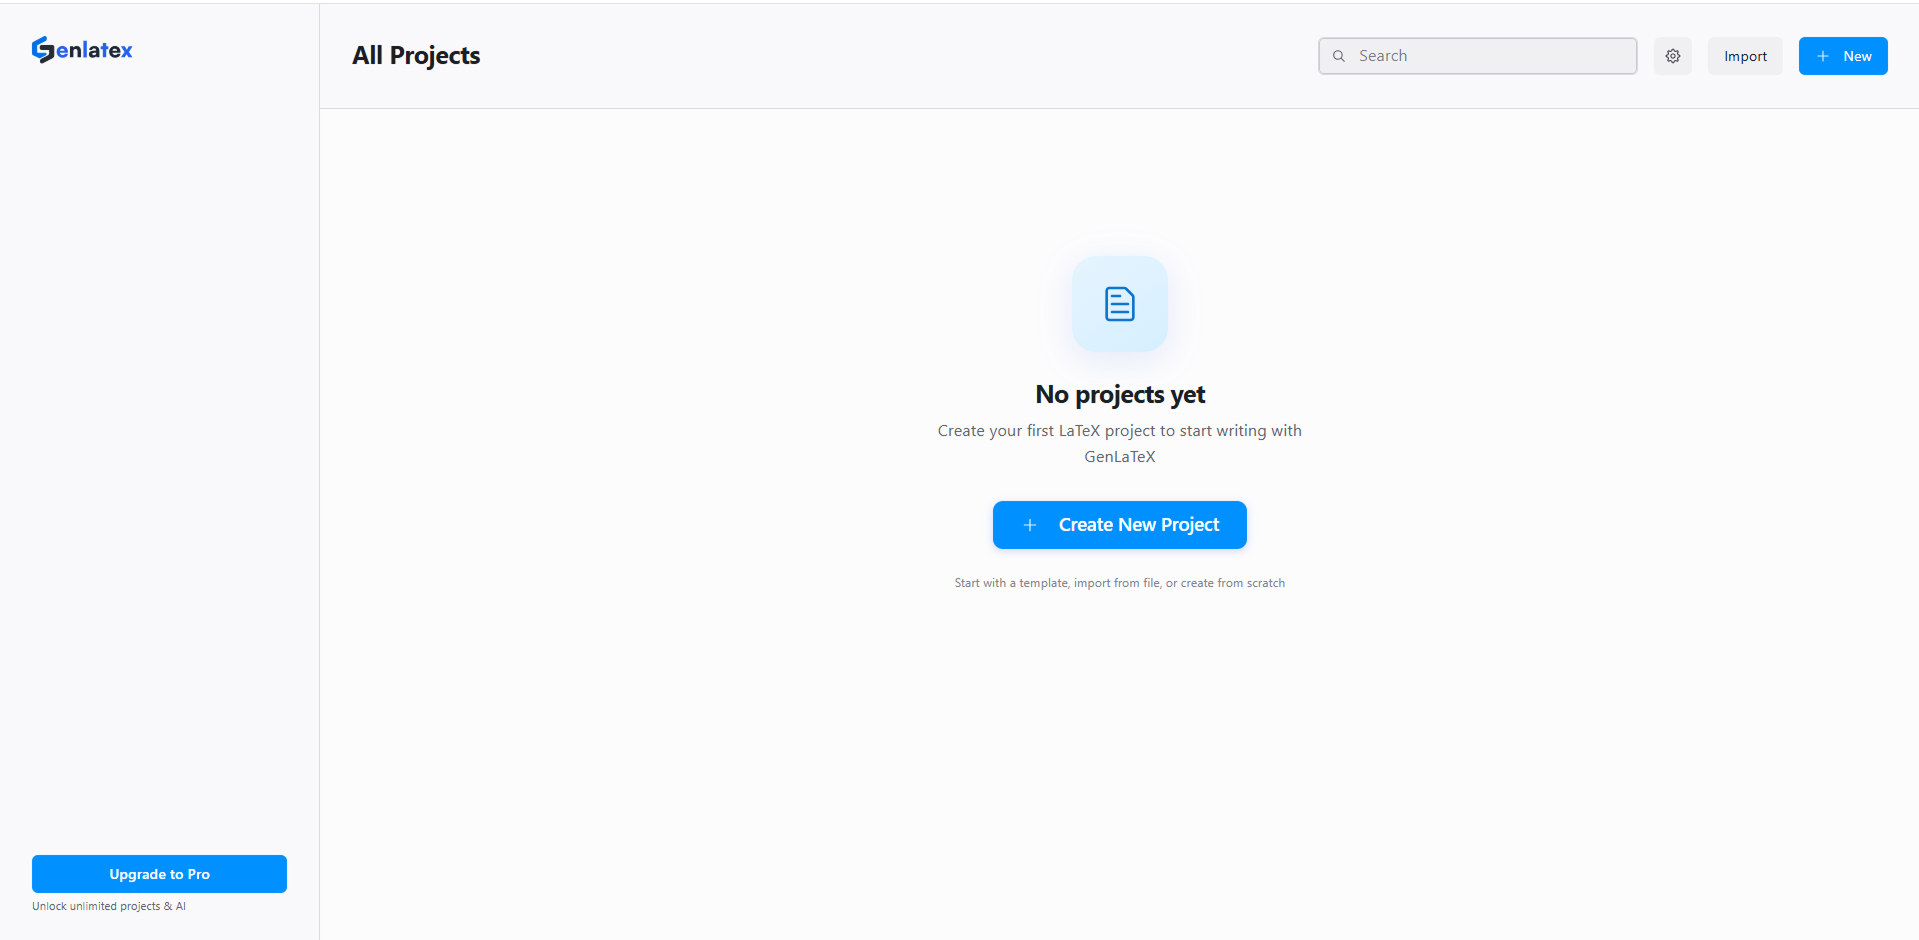 Genlatex
All Projects
Search
Import
+ New
No projects yet
Create your first LaTeX project to start writing with
GenLaTeX
+ Create New Project
Start with a template, import from file, or create from scratch
Upgrade to Pro
Unlock unlimited projects & AI